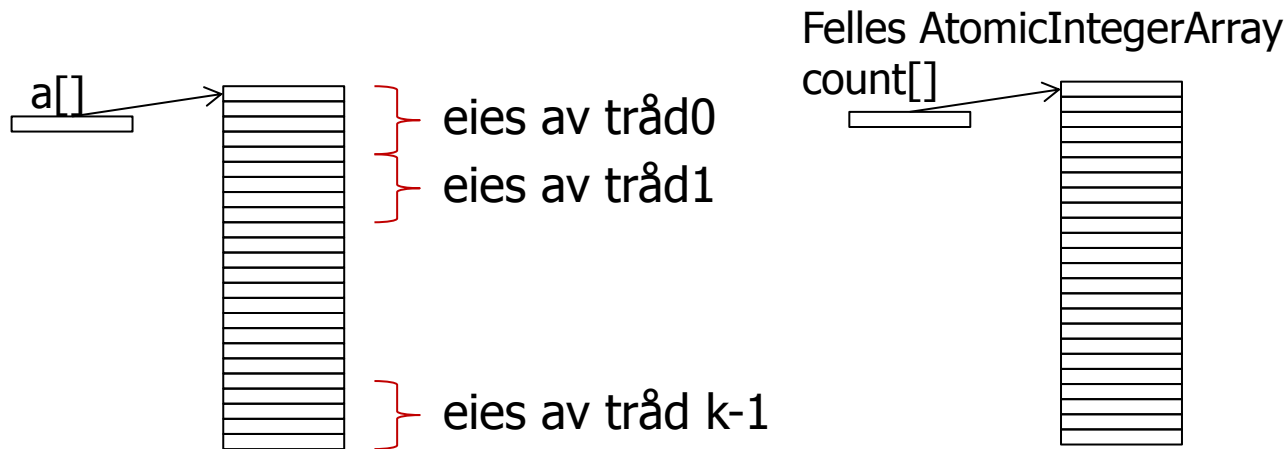 a[]
eies av tråd0
eies av tråd1
eies av tråd k-1
Felles AtomicIntegerArray
count[]